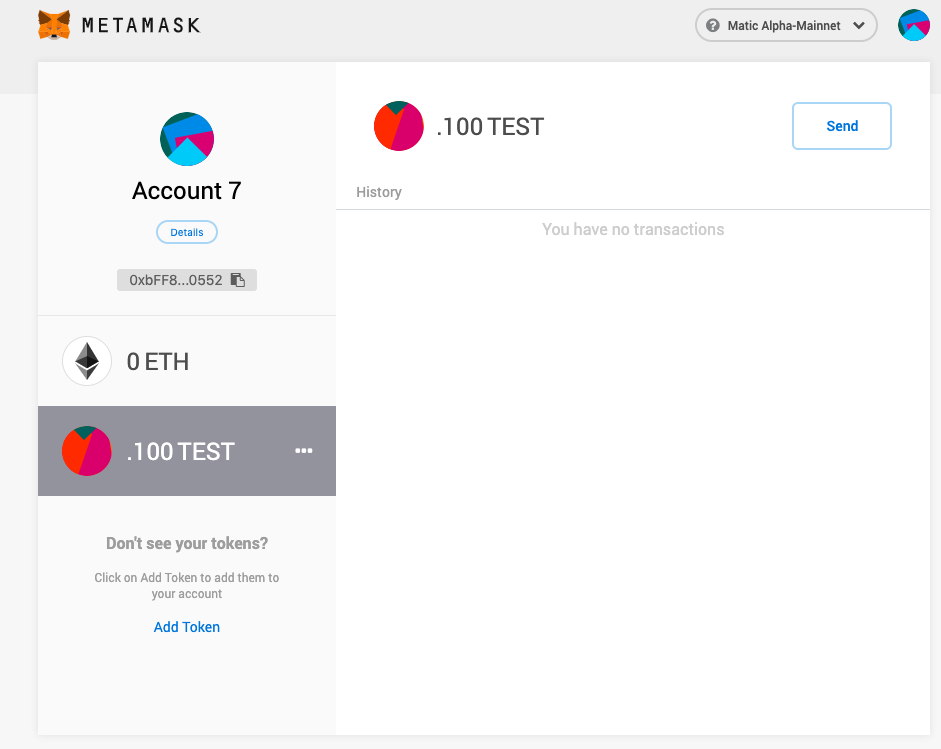 METAMASK
Matic Alpha-Mainnet
Account 7
Details
0xbFF8...0552
0 ETH
.100 TEST
Don't see your tokens?
Click on Add Token to add them to
your account
Add Token
.100 TEST
Send
History
You have no transactions